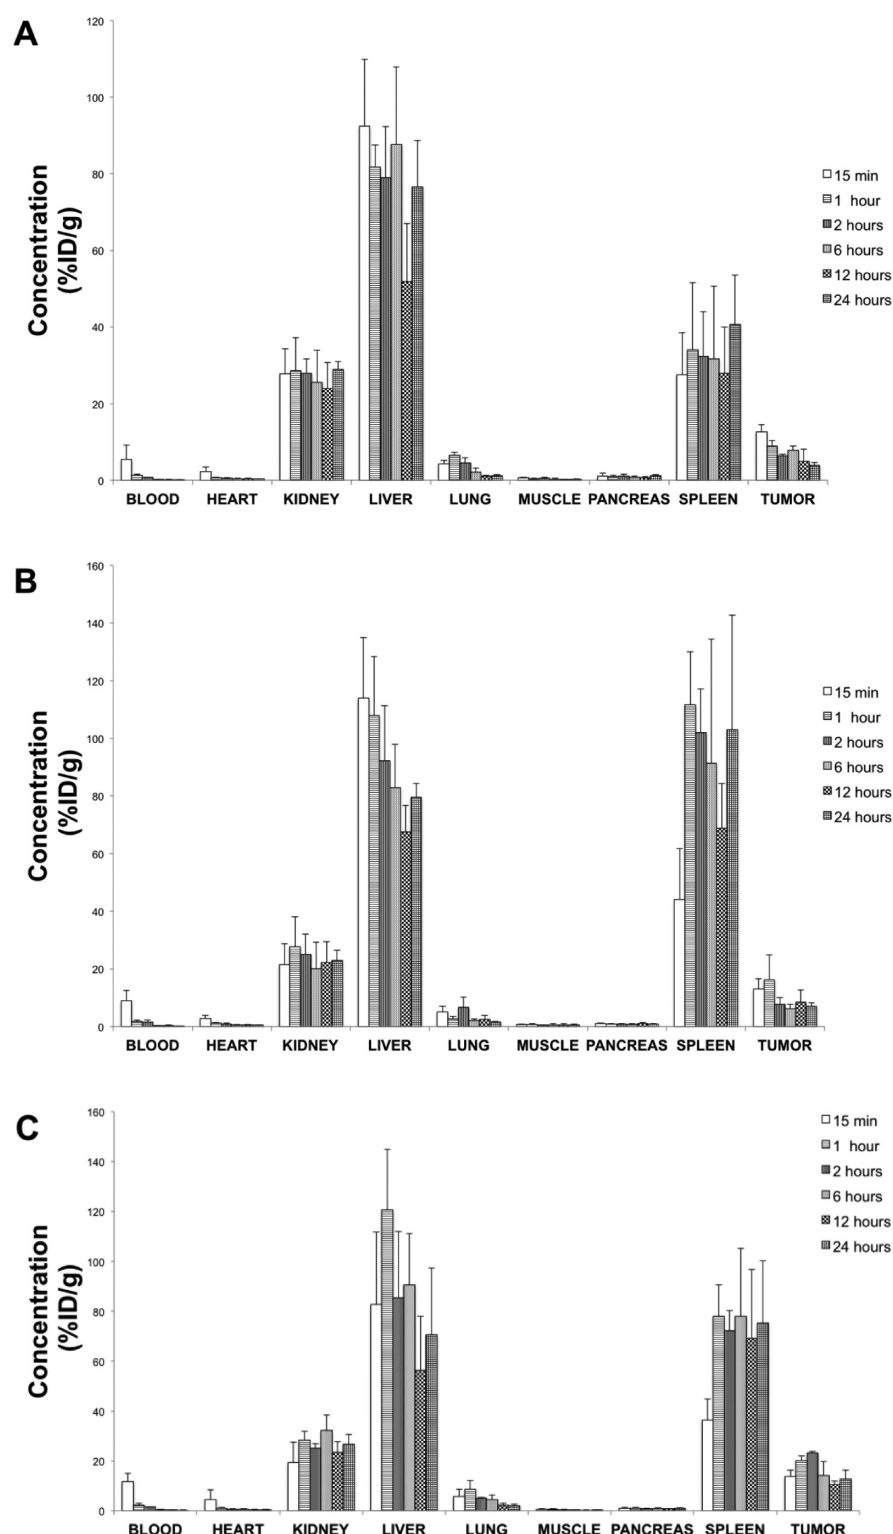 A
Concentration
(%ID/g)
120
100
80
60
40
20
0
15 min
1 hour
2 hours
6 hours
12 hours
24 hours
BLOOD HEART KIDNEY LIVER LUNG MUSCLE PANCREAS SPLEEN TUMOR
B
Concentration
(%ID/g)
160
140
120
100
80
60
40
20
0
15 min
1 hour
2 hours
6 hours
12 hours
24 hours
BLOOD HEART KIDNEY LIVER LUNG MUSCLE PANCREAS SPLEEN TUMOR
C
Concentration
(%ID/g)
160
140
120
100
80
60
40
20
0
15 min
1 hour
2 hours
6 hours
12 hours
24 hours
BLOOD HEART KIDNEY LIVER LUNG MUSCLE PANCREAS SPLEEN TUMOR